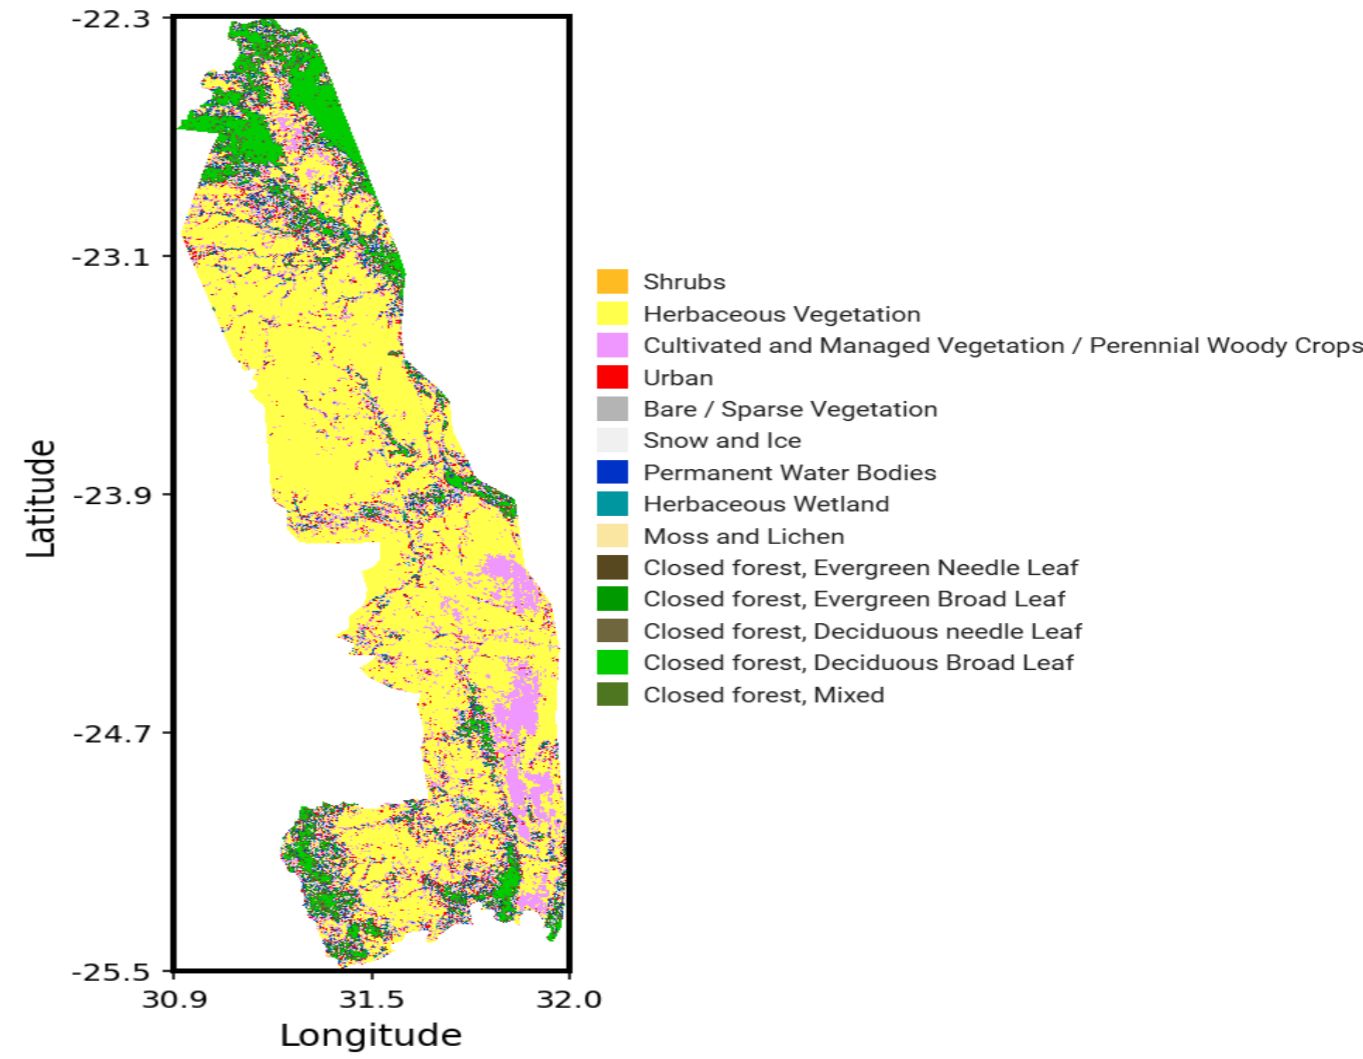 -22.3
-23.1
-23.9
-24.7
-25.5
Latitude
30.9 31.5 32.0
Longitude
Shrubs
Herbaceous Vegetation
Cultivated and Managed Vegetation / Perennial Woody Crops
Urban
Bare / Sparse Vegetation
Snow and Ice
Permanent Water Bodies
Herbaceous Wetland
Moss and Lichen
Closed forest, Evergreen Needle Leaf
Closed forest, Evergreen Broad Leaf
Closed forest, Deciduous needle Leaf
Closed forest, Deciduous Broad Leaf
Closed forest, Mixed